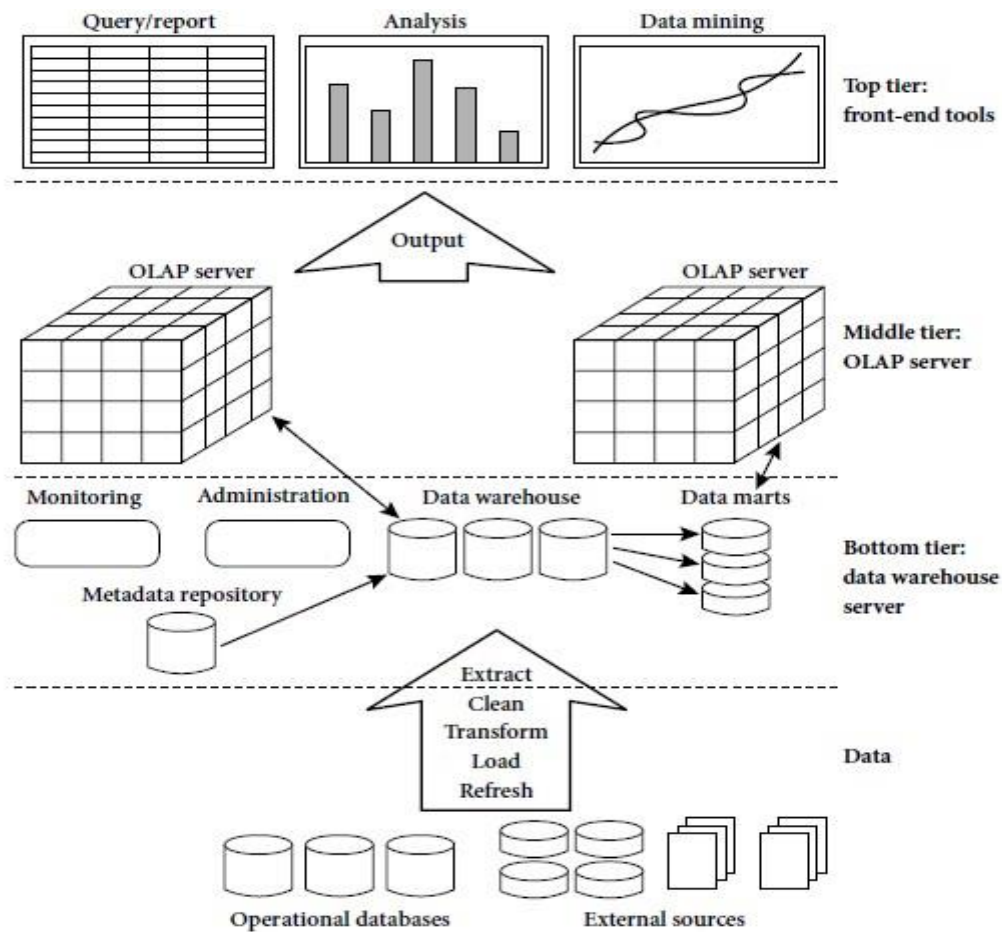 Query/report
Analysis
Data mining
Top tier:
front-end tools
Output
OLAP server
OLAP server
Middle tier:
OLAP server
Monitoring
Administration
Data warehouse
Data marts
Bottom tier:
data warehouse
server
Metadata repository
Extract
Clean
Transform
Load
Refresh
Data
Operational databases
External sources